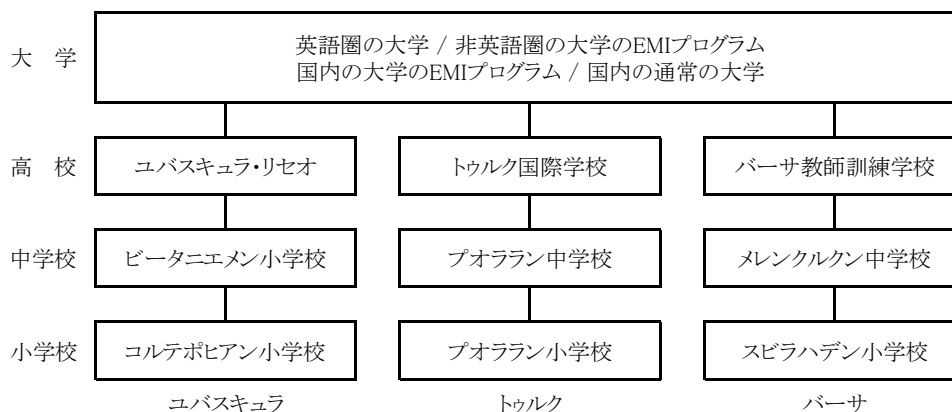 大　学
英語圏の大学 / 非英語圏の大学のEMIプログラム
国内の大学のEMIプログラム / 国内の通常の大学
高　校
ユバスキュラ・リセオ
トゥルク国際学校
バーサ教師訓練学校
中学校
ビータニエメン小学校
プオララン中学校
メレンクルクン中学校
小学校
コルテポヒアン小学校
プオララン小学校
スビラハデン小学校
ユバスキュラ
トゥルク
バーサ